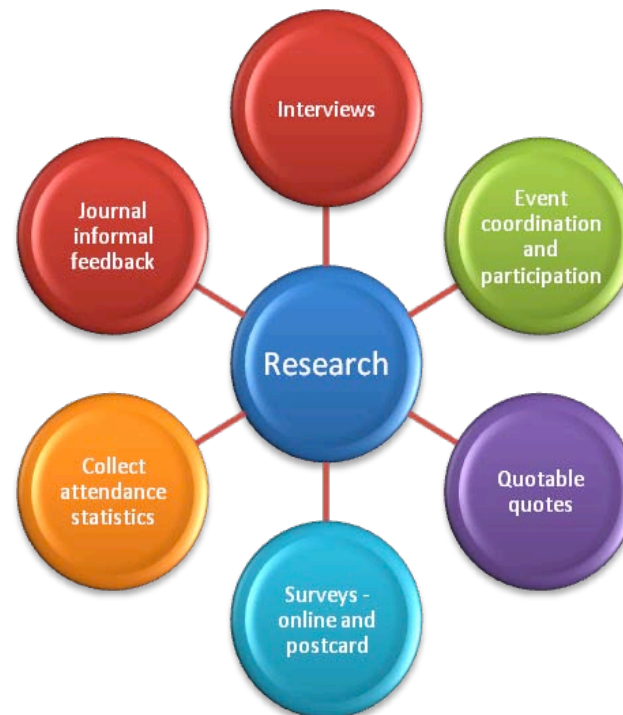 Interviews
Journal
informal
feedback
Event
coordination
and
participation
Research
Collect
attendance
statistics
Quotable
quotes
Surveys -
online and
postcard